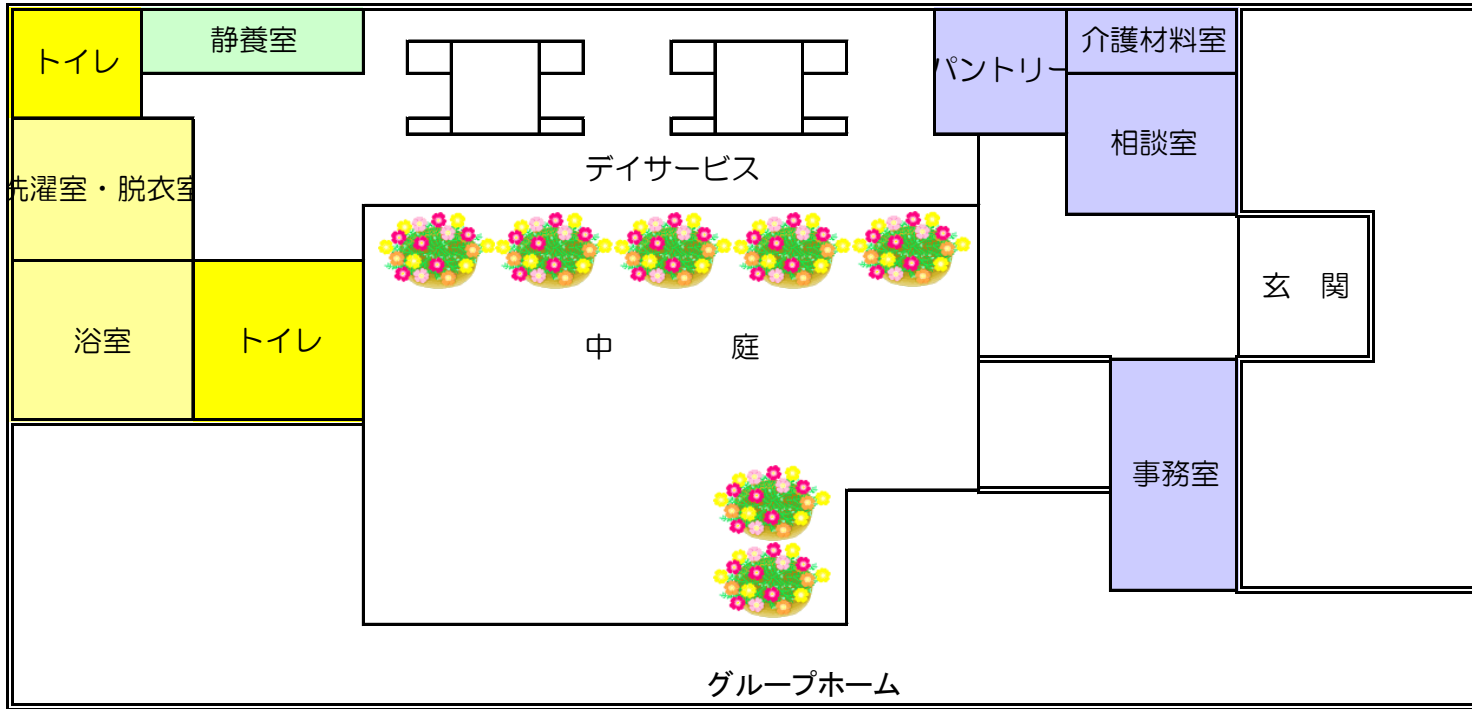 トイレ
静養室
パントリー
介護材料室
相談室
デイサービス
洗濯室・脱衣室
玄　関
浴室
トイレ
中　庭
事務室
グループホーム